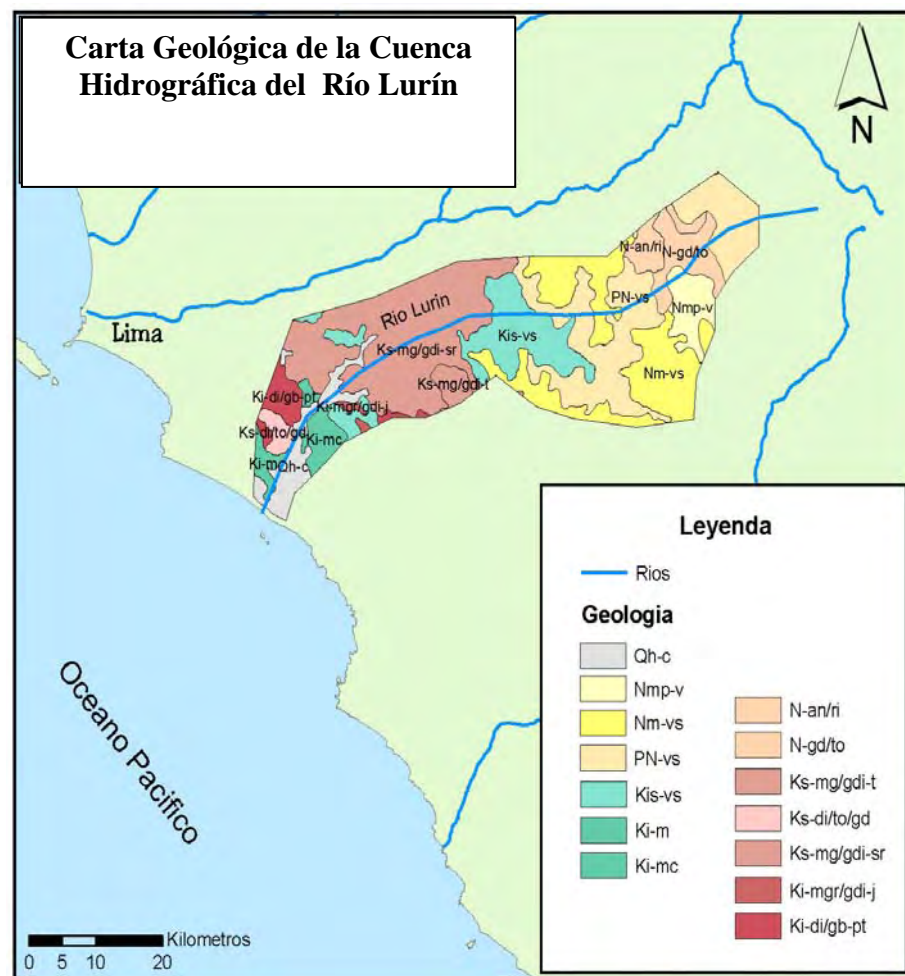 Carta Geológica de la Cuenca
Hidrográfica del Río Lurín
N
N-an/ri
N-gd/to
PN-vs
Nmp-v
Rio Lurín
Lima
Kis-vs
Ks-mg/gdi-sr
Nm-vs
Ks-mg/gdi-t
Ki-di/gb-pt
Ki-mgr/gdi-j
Ks-di/to/gd
Ki-mc
Ki-m
Qh-c
Oceano Pacifico
Leyenda
Rios
Geologia
Qh-c
Nmp-v
Nm-vs
PN-vs
Kis-vs
Ki-m
Ki-mc
N-an/ri
N-gd/to
Ks-mg/gdi-t
Ks-di/to/gd
Ks-mg/gdi-sr
Ki-mgr/gdi-j
Ki-di/gb-pt
Kilometros
0 5 10 20